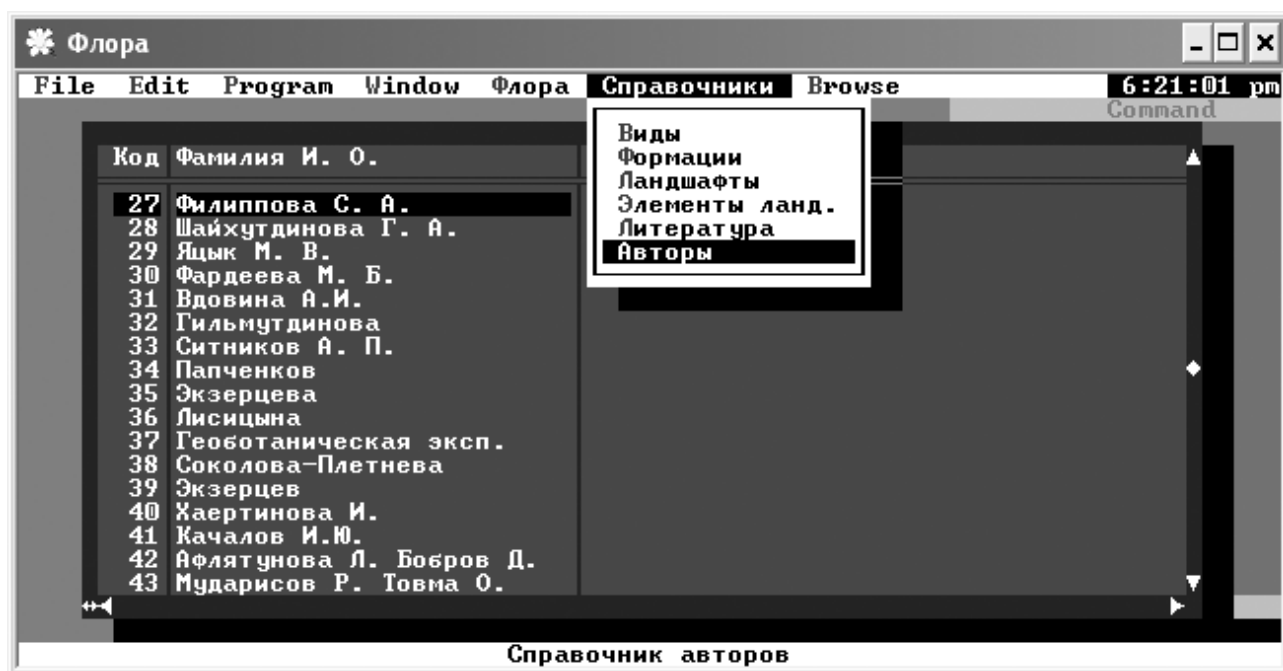 Флора
File Edit Program Window Флора Справочники Browse 6:21:01 pm
Command
Виды
Формации
Ландшафты
Элементы ланд.
Литература
Авторы
Код Фамилия И. О.
27 Филиппова С. А.
28 Шайхутдинова Г. А.
29 Яцык М. В.
30 Фардеева М. Б.
31 Вдовина А.И.
32 Гильмутдинова
33 Ситников А. П.
34 Папченков
35 Экзерцева
36 Лисицына
37 Геоботаническая эксп.
38 Соколова-Плетнева
39 Экзерцев
40 Хаертинова И.
41 Качалов И.Ю.
42 Афлятунова Л. Бобров Д.
43 Мударисов Р. Товма О.
Справочник авторов